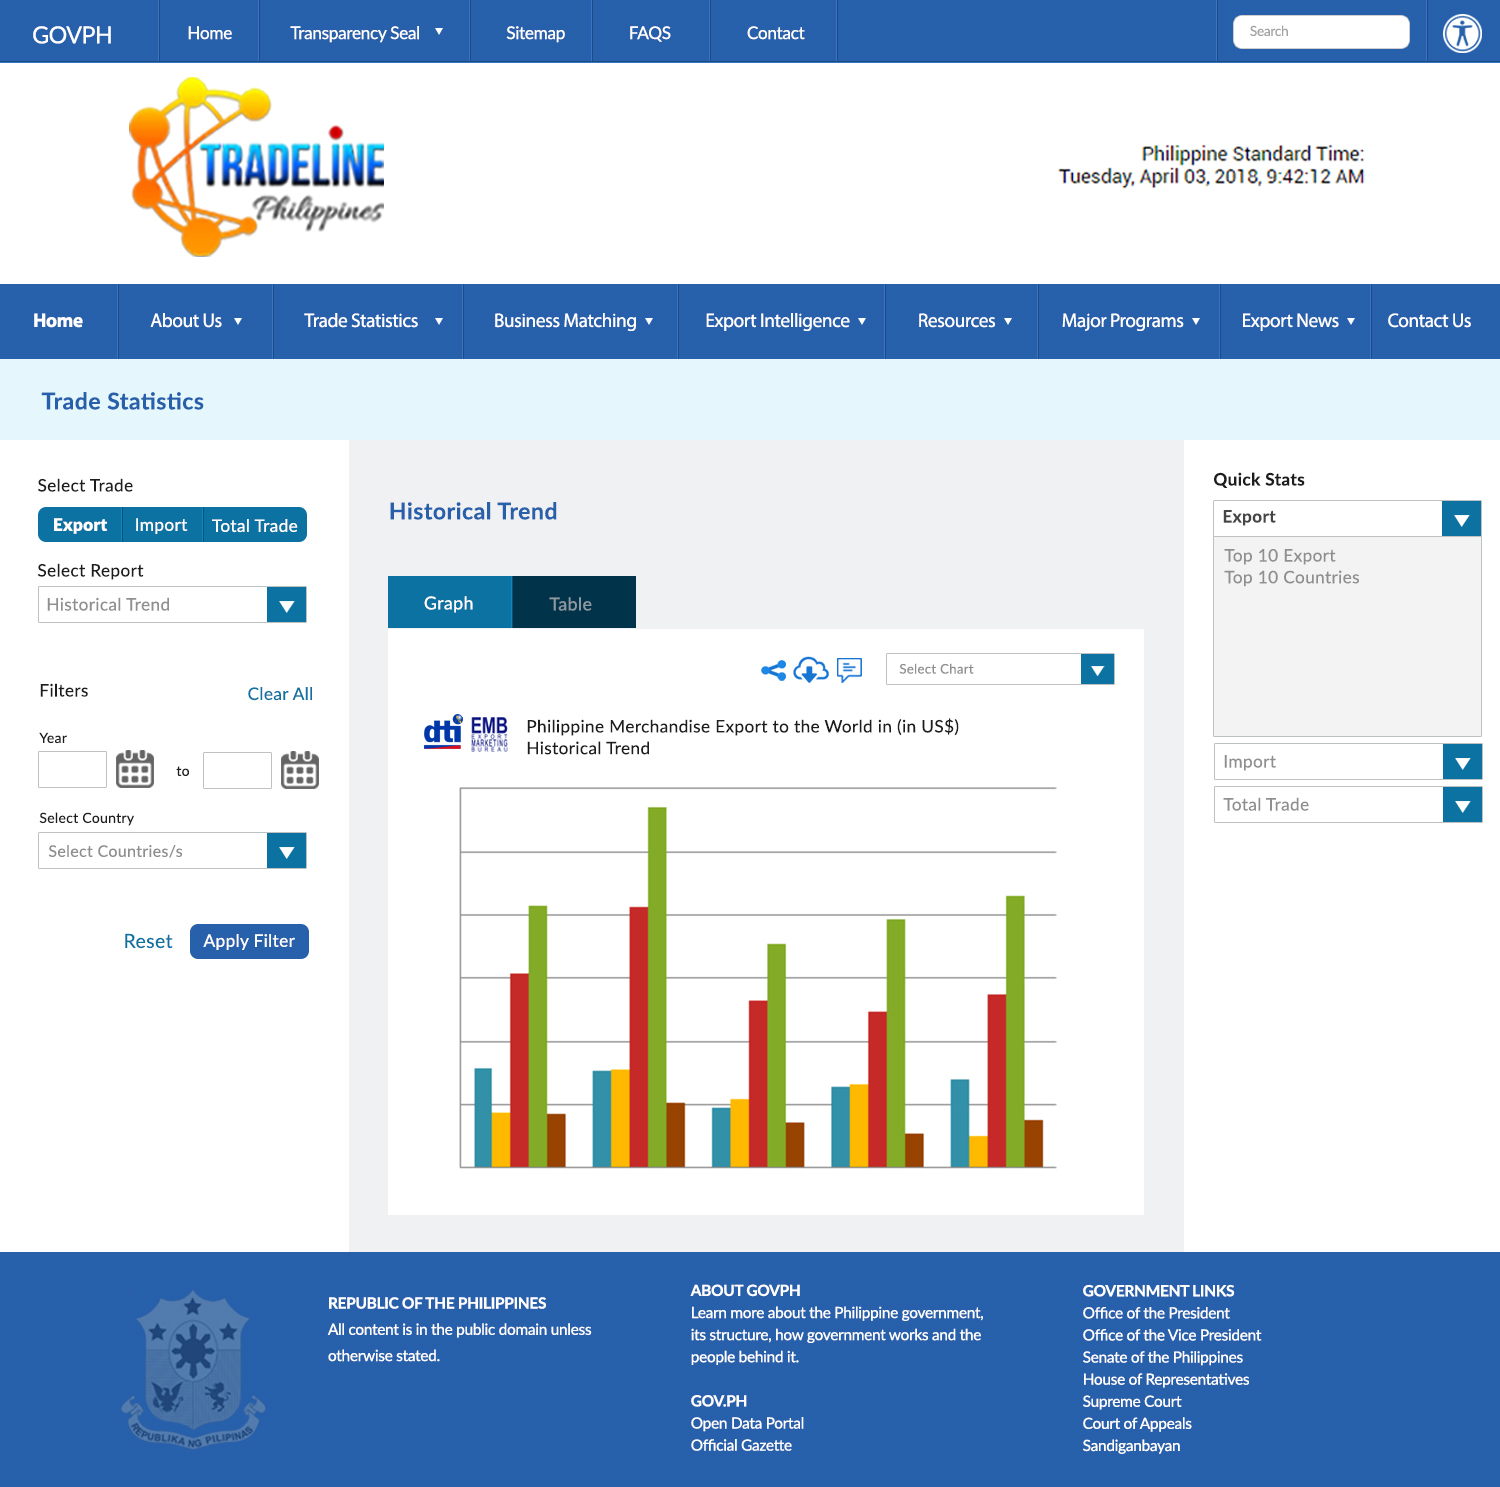 GOVPH
Home
Transparency Seal
Sitemap
FAQS
Contact
Search
TRADELINE
Philippines
Philippine Standard Time:
Tuesday, April 03, 2018, 9:42:12 AM
Home
About Us
Trade Statistics
Business Matching
Export Intelligence
Resources
Major Programs
Export News
Contact Us
Trade Statistics
Select Trade
Export
Import
Total Trade
Select Report
Historical Trend
Filters
Clear All
Year
to
Select Country
Select Countries/s
Reset
Apply Filter
Historical Trend
Graph
Table
Select Chart
dti
EMB
EXPORT
MARKETING
BUREAU
Philippine Merchandise Export to the World in (in US$)
Historical Trend
Quick Stats
Export
Top 10 Export
Top 10 Countries
Import
Total Trade
REPUBLIKA NG PILIPINAS
REPUBLIC OF THE PHILIPPINES
All content is in the public domain unless
otherwise stated.
ABOUT GOVPH
Learn more about the Philippine government,
its structure, how government works and the
people behind it.
GOV.PH
Open Data Portal
Official Gazette
GOVERNMENT LINKS
Office of the President
Office of the Vice President
Senate of the Philippines
House of Representatives
Supreme Court
Court of Appeals
Sandiganbayan